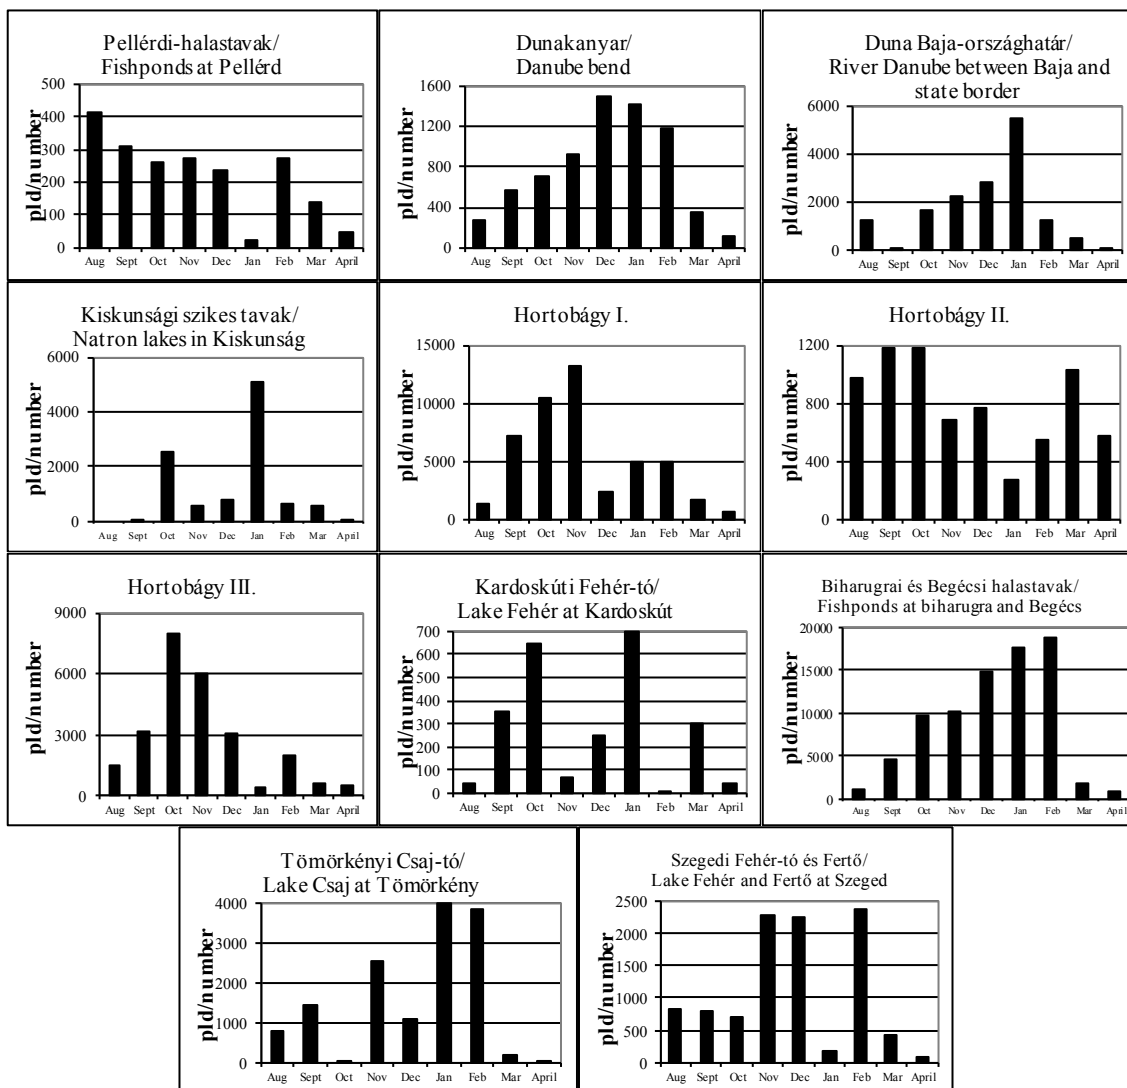 Pellérdi-halastavak/
Fishponds at Pellérd
pld/number
500
400
300
200
100
0
Aug Sept Oct Nov Dec Jan Feb Mar April
Dunakanyar/
Danube bend
pld/number
1600
1200
800
400
0
Aug Sept Oct Nov Dec Jan Feb Mar April
Duna Baja-országhatár/
River Danube between Baja and
state border
pld/number
6000
4000
2000
0
Aug Sept Oct Nov Dec Jan Feb Mar April
Kiskunsági szikes tavak/
Natron lakes in Kiskunság
pld/number
6000
4000
2000
0
Aug Sept Oct Nov Dec Jan Feb Mar April
Hortobágy I.
pld/number
15000
10000
5000
0
Aug Sept Oct Nov Dec Jan Feb Mar April
Hortobágy II.
pld/number
1200
800
400
0
Aug Sept Oct Nov Dec Jan Feb Mar April
Hortobágy III.
pld/number
9000
6000
3000
0
Aug Sept Oct Nov Dec Jan Feb Mar April
Kardoskúti Fehér-tó/
Lake Fehér at Kardoskút
pld/number
700
600
500
400
300
200
100
0
Aug Sept Oct Nov Dec Jan Feb Mar April
Biharugrai és Begécsi halastavak/
Fishponds at biharugra and Begécs
pld/number
20000
15000
10000
5000
0
Aug Sept Oct Nov Dec Jan Feb Mar April
Tömörkényi Csaj-tó/
Lake Csaj at Tömörkény
pld/number
4000
3000
2000
1000
0
Aug Sept Oct Nov Dec Jan Feb Mar April
Szegedi Fehér-tó és Fertő/
Lake Fehér and Fertő at Szeged
pld/number
2500
2000
1500
1000
500
0
Aug Sept Oct Nov Dec Jan Feb Mar April